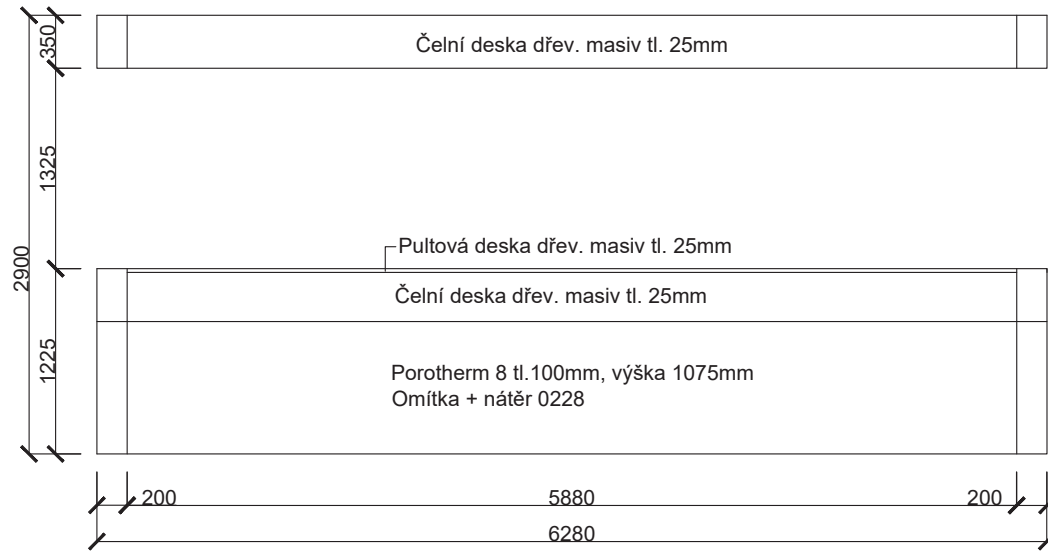 350
Čelní deska dřev. masiv tl. 25mm
1325
2900
Pultová deska dřev. masiv tl. 25mm
Čelní deska dřev. masiv tl. 25mm
1225
Porotherm 8 tl.100mm, výška 1075mm
Omítka + nátěr 0228
200 5880 200
6280